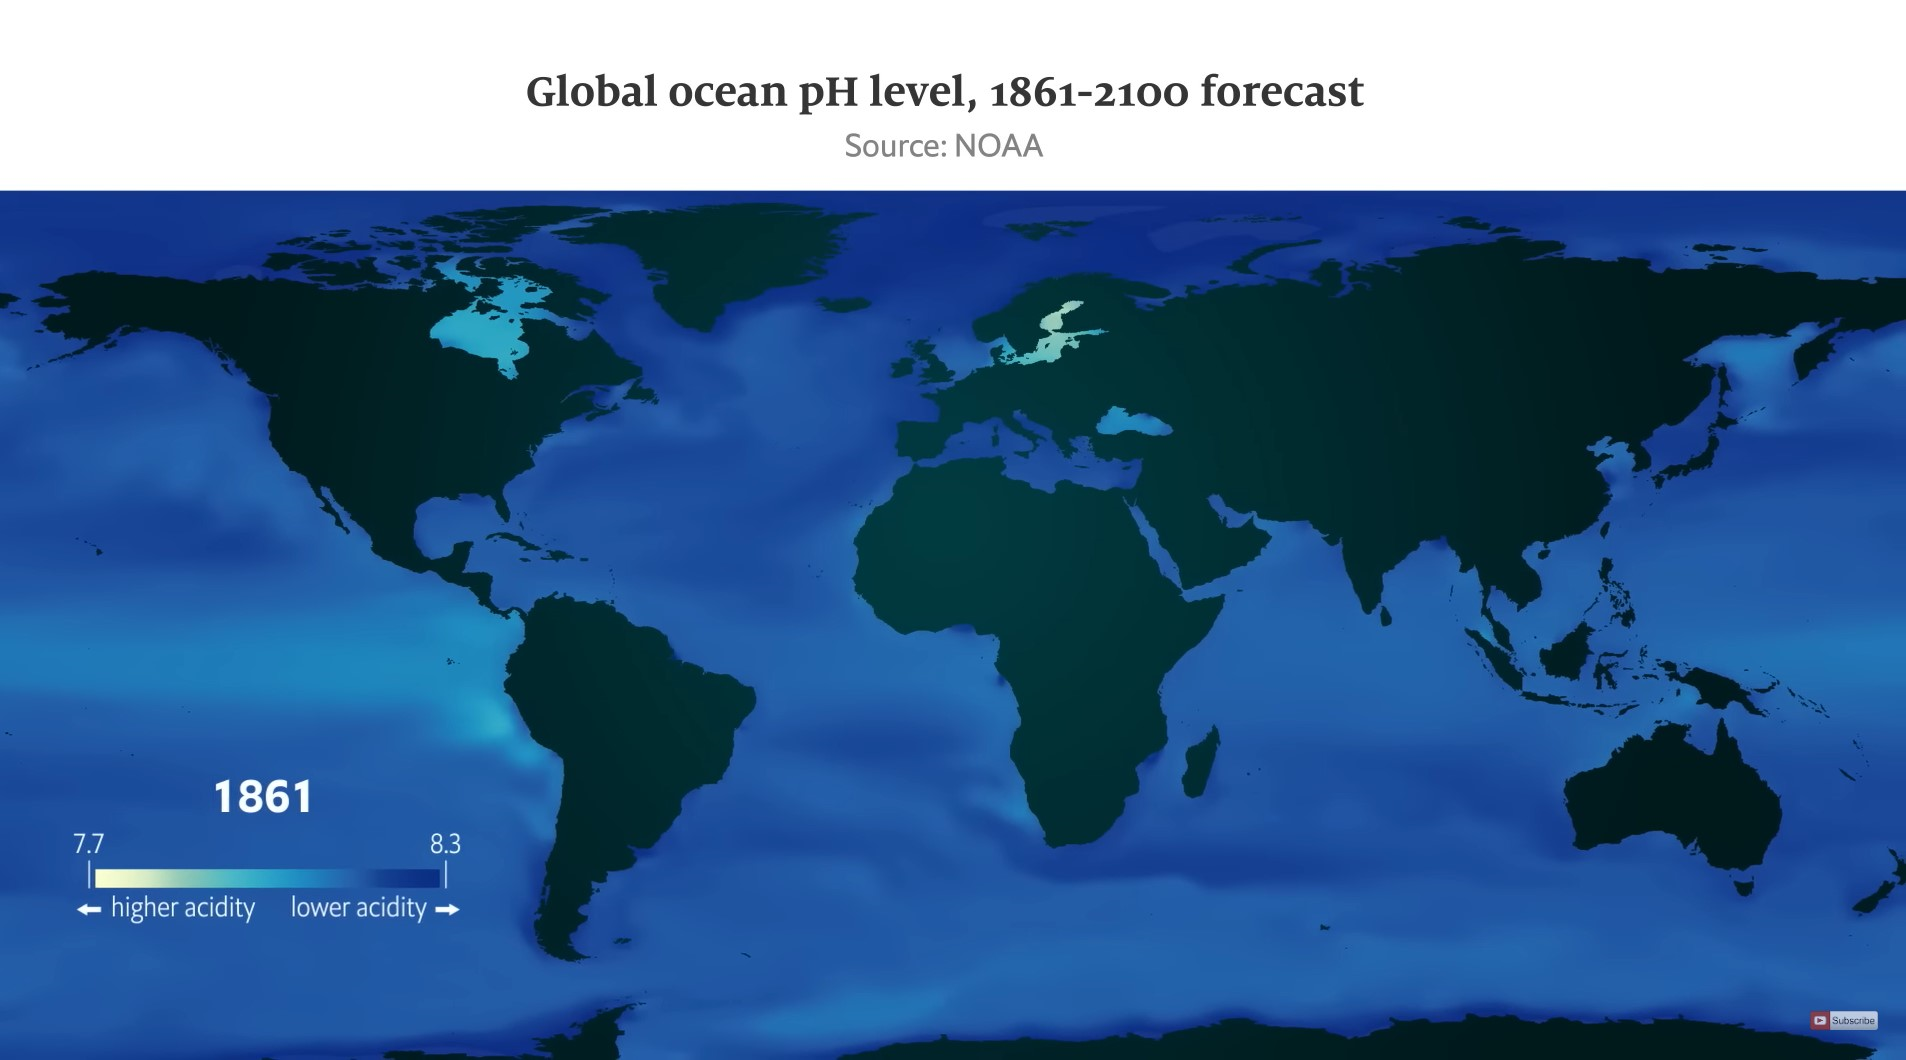 Global ocean pH level, 1861-2100 forecast
Source: NOAA
1861
7.7 8.3
← higher acidity lower acidity →
Subscribe